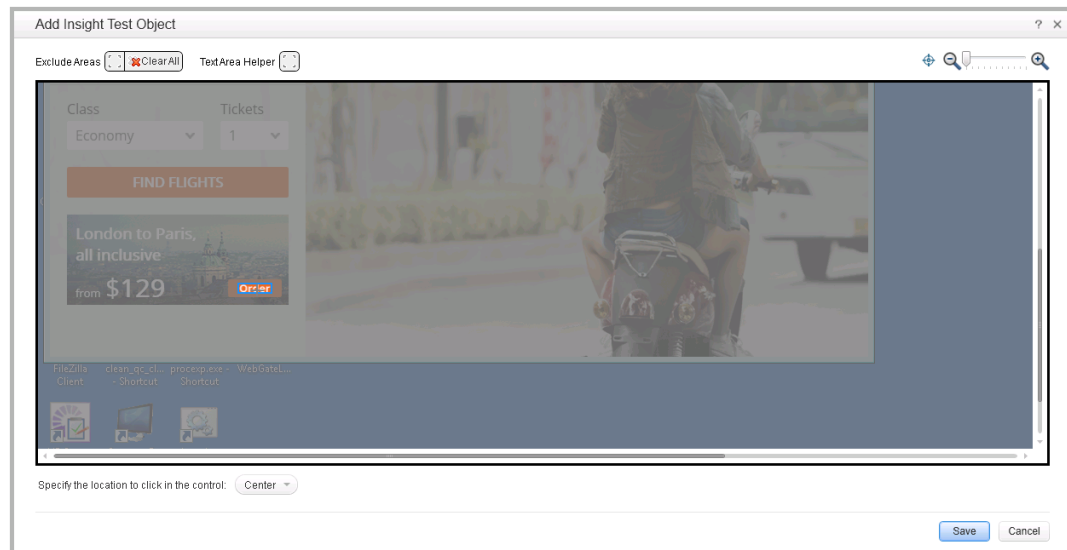 Add Insight Test Object
? ×
Exclude Areas Clear All Text Area Helper
Class Tickets
Economy 1
FIND FLIGHTS
London to Paris,
all inclusive
from $129 Order
FileZilla clean_qc_cl... procexp.exe - WebGateL...
Client - Shortcut Shortcut
Specify the location to click in the control: Center
Save Cancel